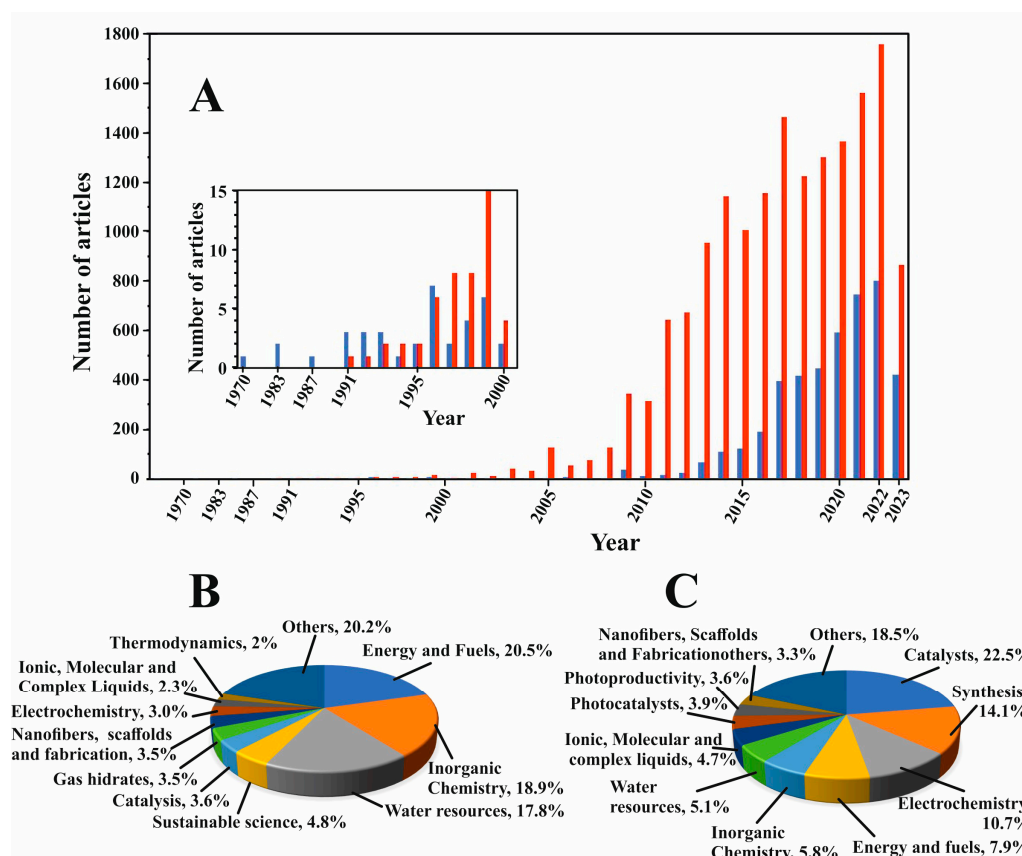 A
Number of articles
1800
1600
1400
1200
1000
800
600
400
200
0
1970
1983
1987
1991
1995
2000
2005
2010
2015
2020
2022
2023
Year
Number of articles
15
10
5
0
1970
1983
1987
1991
1995
2000
Year
B
Others, 20.2%
Energy and Fuels, 20.5%
Inorganic
Chemistry, 18.9%
Water resources, 17.8%
Sustainable science, 4.8%
Catalysis, 3.6%
Gas hidrates, 3.5%
Nanofibers, scaffolds
and fabrication, 3.5%
Electrochemistry, 3.0%
Ionic, Molecular and
Complex Liquids, 2.3%
Thermodynamics, 2%
C
Others, 18.5%
Catalysts, 22.5%
Synthesis
14.1%
Electrochemistry
10.7%
Energy and fuels, 7.9%
Inorganic
Chemistry, 5.8%
Water
resources, 5.1%
Ionic, Molecular and
complex liquids, 4.7%
Photocatalysts, 3.9%
Photoproductivity, 3.6%
Nanofibers, Scaffolds
and Fabricationothers, 3.3%